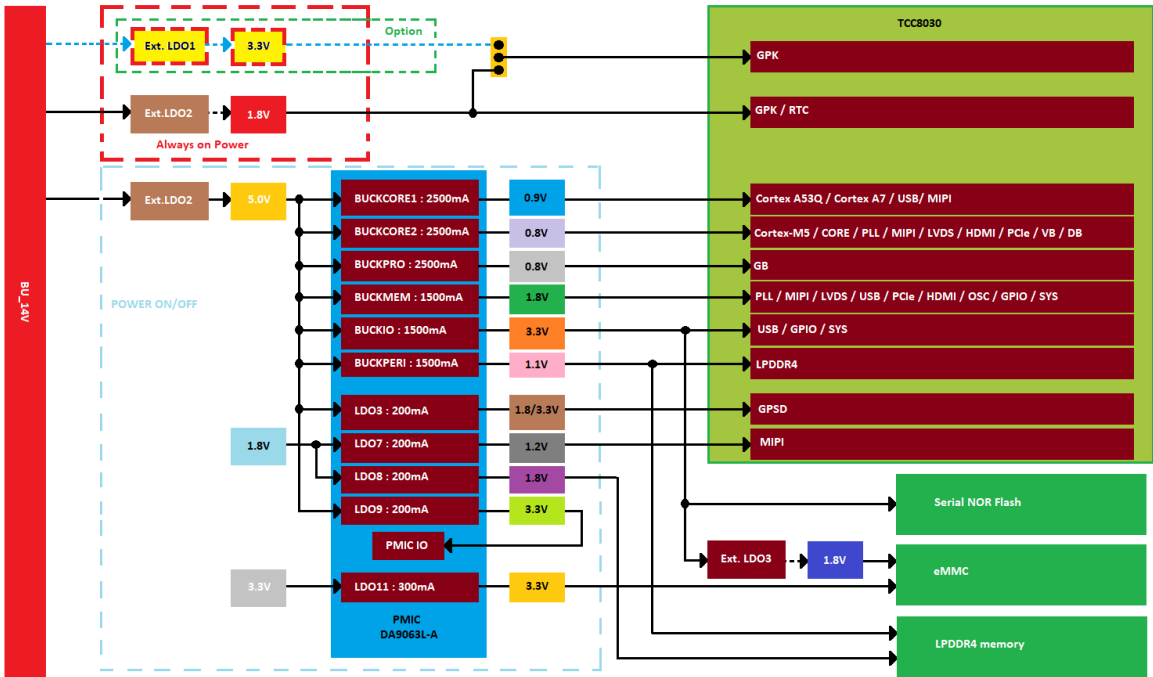 TCC8030
Option
Ext. LDO1
3.3V
GPK
Ext.LDO2
1.8V
GPK / RTC
Always on Power
Ext.LDO2
5.0V
BUCKCORE1 : 2500mA
0.9V
Cortex A53Q / Cortex A7 / USB/ MIPI
BUCKCORE2 : 2500mA
0.8V
Cortex-M5 / CORE / PLL / MIPI / LVDS / HDMI / PCIe / VB / DB
BUCKPRO : 2500mA
0.8V
GB
BUCKMEM : 1500mA
1.8V
PLL / MIPI / LVDS / USB / PCIe / HDMI / OSC / GPIO / SYS
POWER ON/OFF
BU_14V
BUCKIO : 1500mA
3.3V
USB / GPIO / SYS
BUCKPERI : 1500mA
1.1V
LPDDR4
LDO3 : 200mA
1.8/3.3V
GPSD
1.8V
LDO7 : 200mA
1.2V
MIPI
LDO8 : 200mA
1.8V
LDO9 : 200mA
3.3V
Serial NOR Flash
PMIC IO
Ext. LDO3
1.8V
eMMC
3.3V
LDO11 : 300mA
3.3V
PMIC
DA9063L-A
LPDDR4 memory